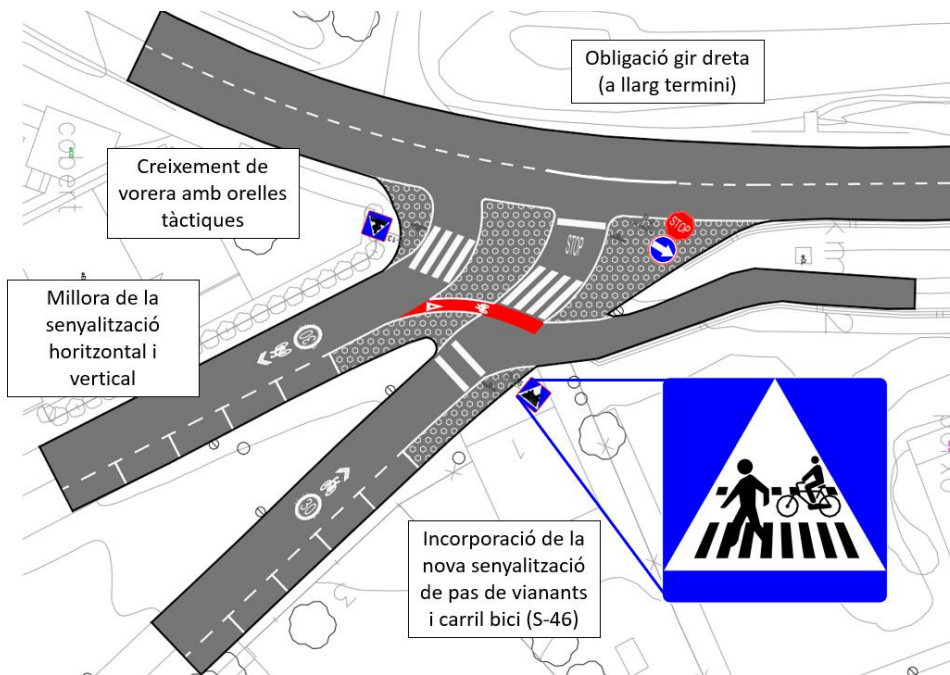 Obligació gir dreta
(a llarg termini)
Creixement de
vorera amb orelles
tàctiques
Millora de la
senyalització
horitzontal i
vertical
Incorporació de la
nova senyalització
de pas de vianants
i carril bici (S-46)
STOP
STOP
30
30